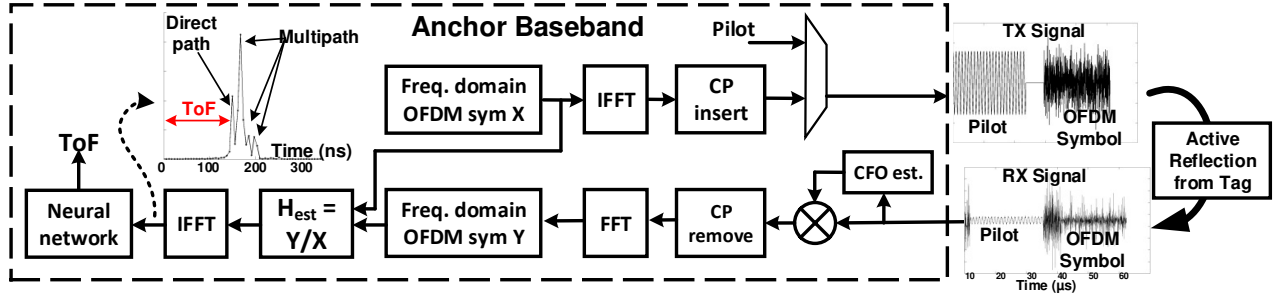 Anchor Baseband
Direct
path
Multipath
ToF
Time (ns)
0 100 200 300
Pilot
Freq. domain
OFDM sym X
IFFT
CP
insert
TX Signal
Pilot
OFDM
Symbol
Active
Reflection
from Tag
RX Signal
Pilot
OFDM
Symbol
10 20 30 40 50 60
Time (µs)
CFO est.
CP
remove
FFT
Freq. domain
OFDM sym Y
Hest =
Y/X
IFFT
Neural
network
ToF